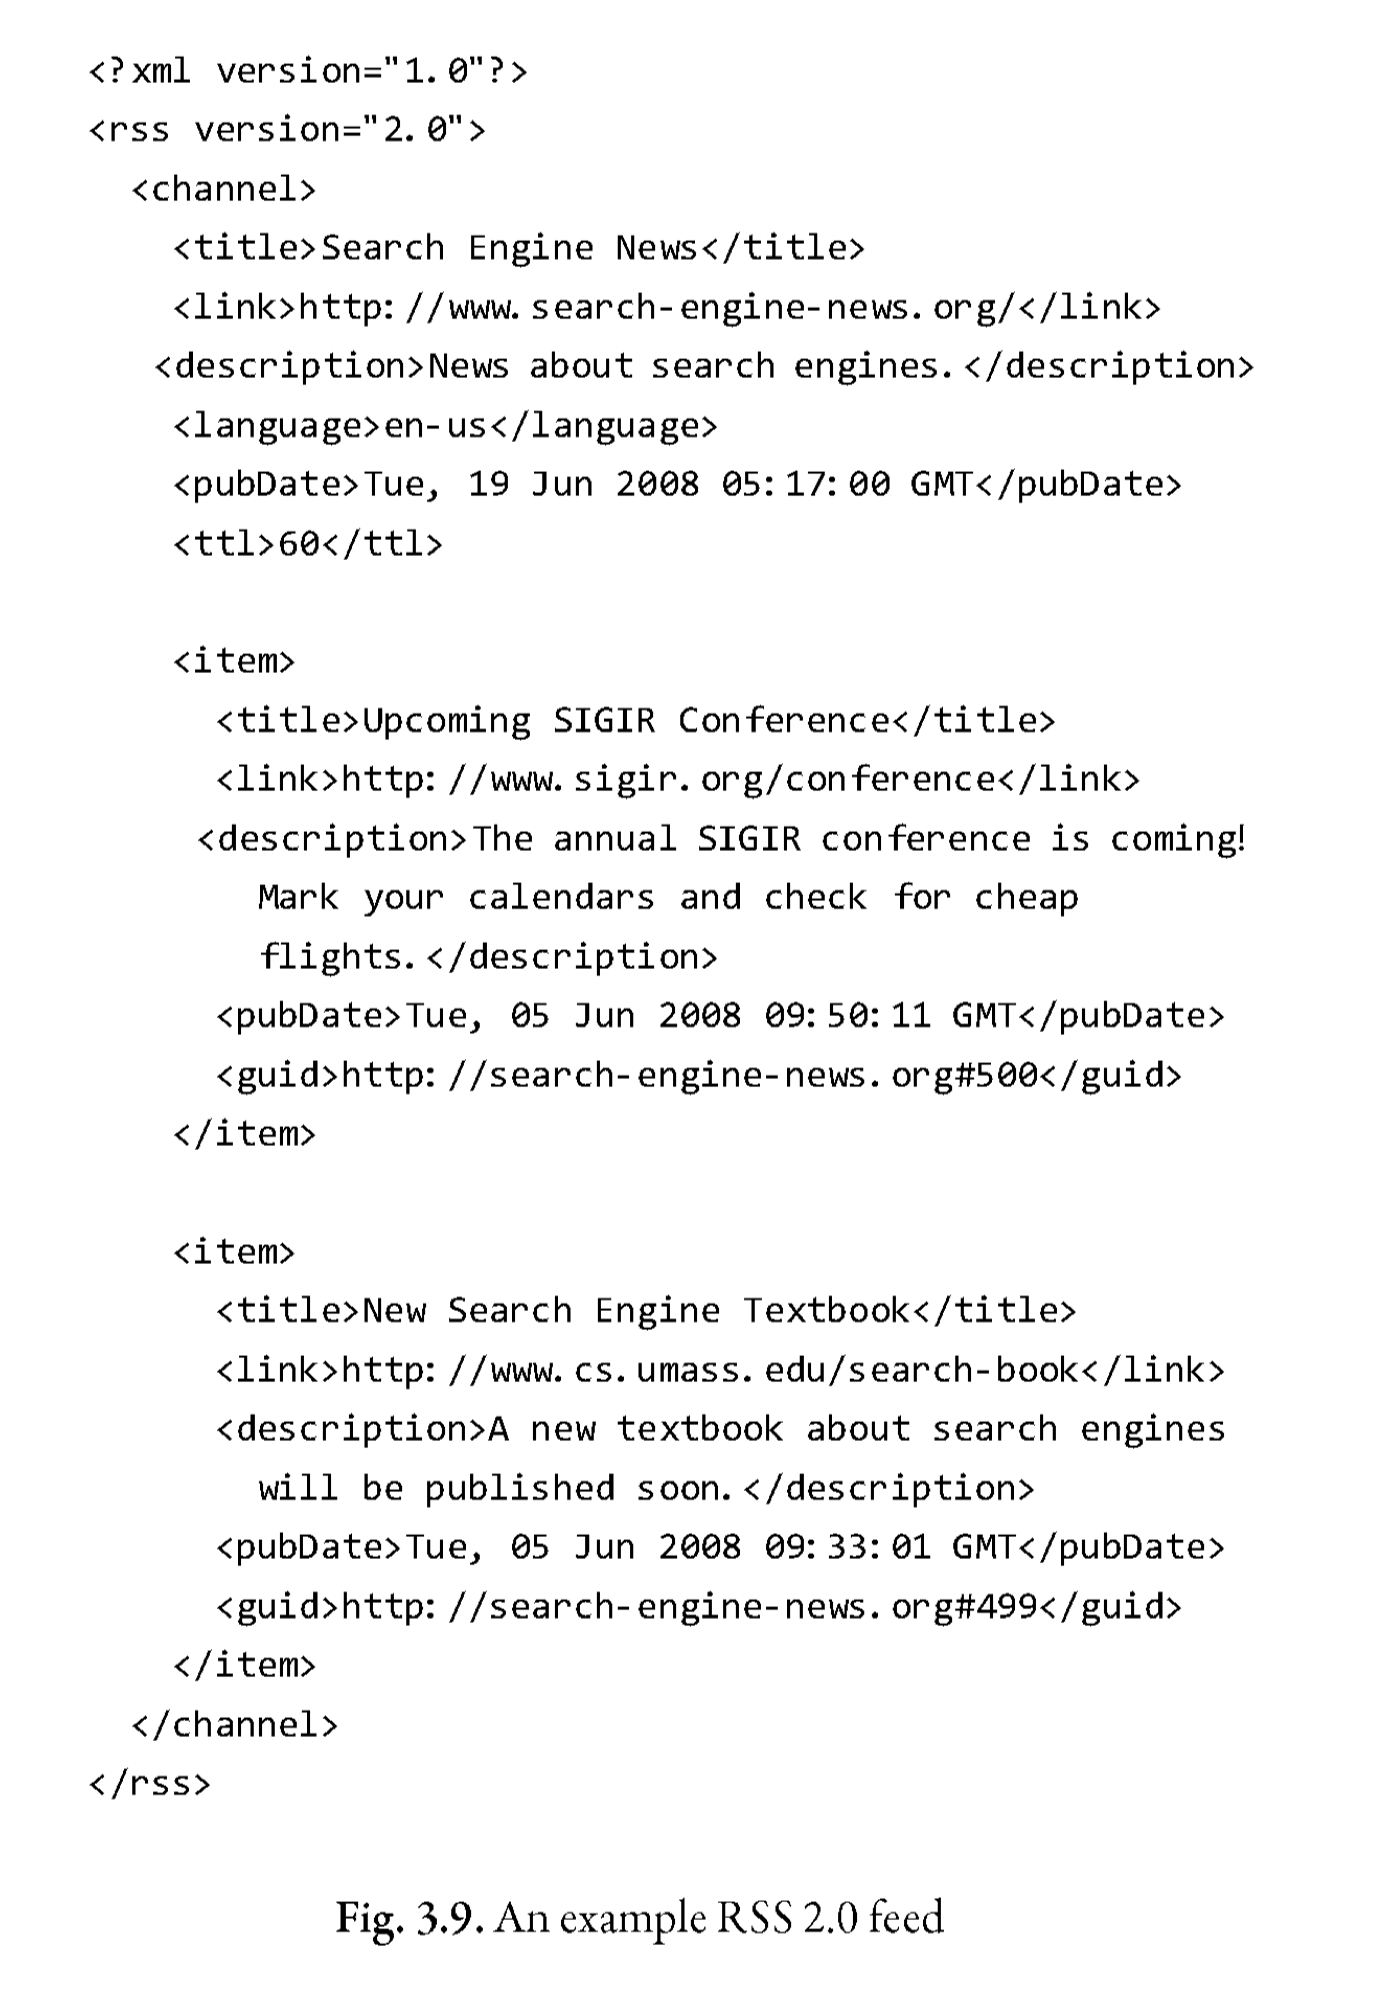 <?xml version="1.0"?>
<rss version="2.0">
<channel>
<title>Search Engine News</title>
<link>http://www.search-engine-news.org/</link>
<description>News about search engines.</description>
<language>en-us</language>
<pubDate>Tue, 19 Jun 2008 05:17:00 GMT</pubDate>
<ttl>60</ttl>
<item>
<title>Upcoming SIGIR Conference</title>
<link>http://www.sigir.org/conference</link>
<description>The annual SIGIR conference is coming!
Mark your calendars and check for cheap
flights.</description>
<pubDate>Tue, 05 Jun 2008 09:50:11 GMT</pubDate>
<guid>http://search-engine-news.org#500</guid>
</item>
<item>
<title>New Search Engine Textbook</title>
<link>http://www.cs.umass.edu/search-book</link>
<description>A new textbook about search engines
will be published soon.</description>
<pubDate>Tue, 05 Jun 2008 09:33:01 GMT</pubDate>
<guid>http://search-engine-news.org#499</guid>
</item>
</channel>
</rss>
Fig. 3.9. An example RSS 2.0 feed